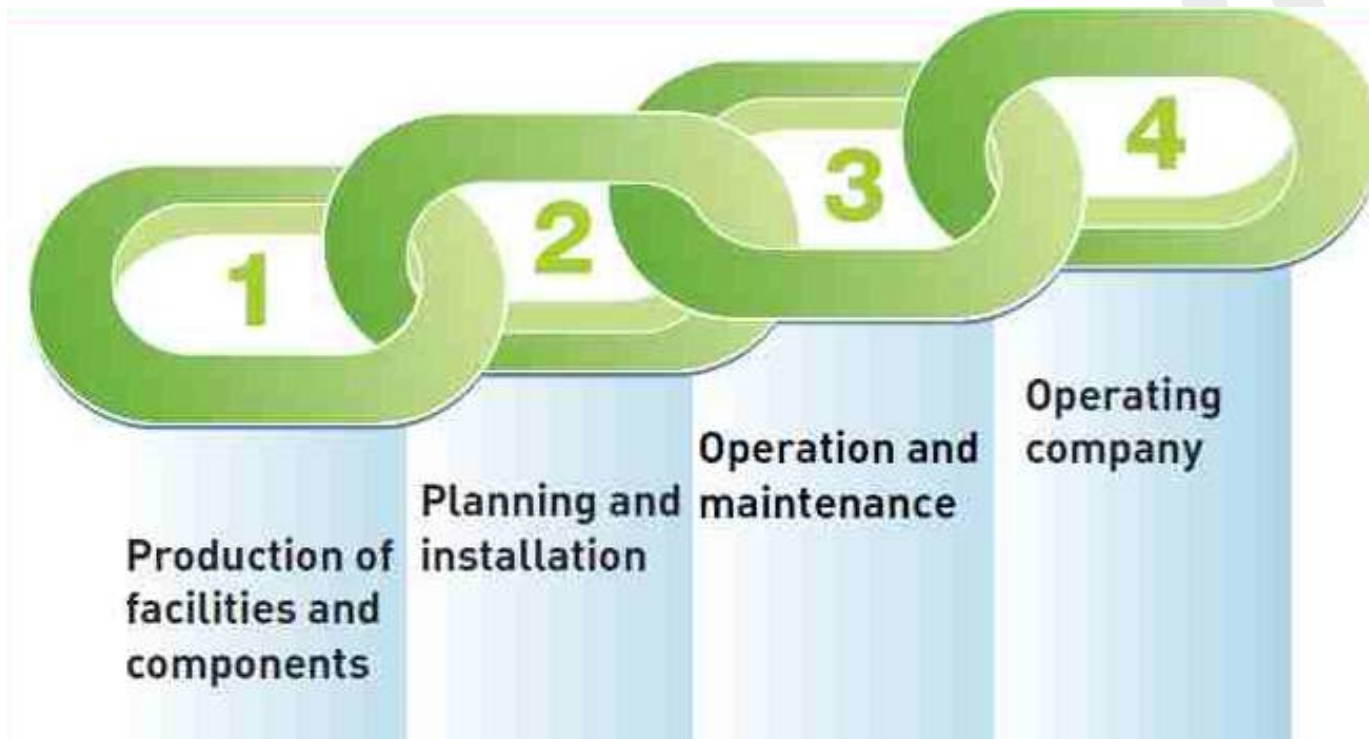 1
Production of
facilities and
components
2
Planning and
installation
3
Operation and
maintenance
4
Operating
company